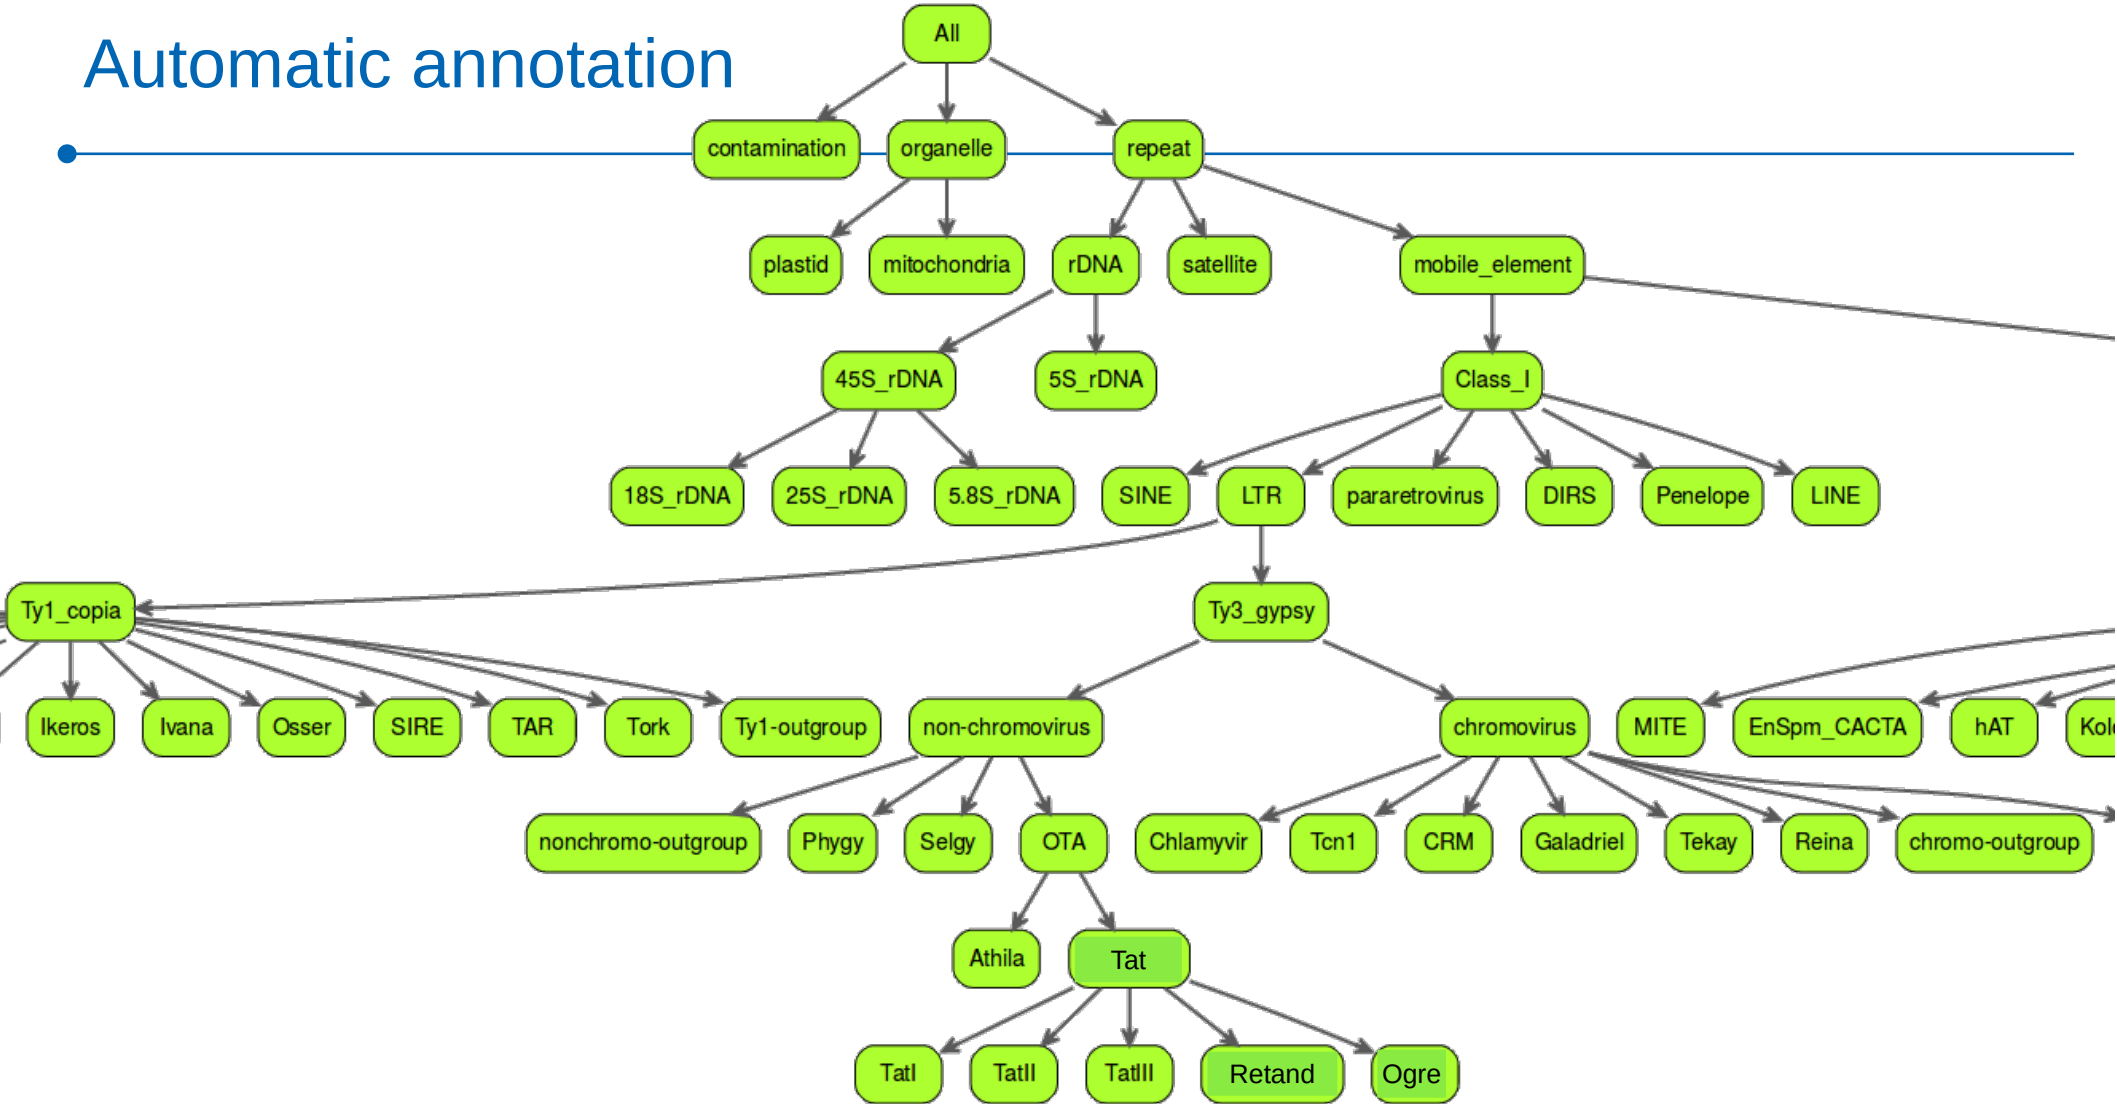 Automatic annotation
All
contamination organelle repeat
plastid mitochondria rDNA satellite mobile_element
45S_rDNA 5S_rDNA Class_I
18S_rDNA 25S_rDNA 5.8S_rDNA SINE LTR pararetrovirus DIRS Penelope LINE
Ty1_copia Ty3_gypsy
Ikeros Ivana Osser SIRE TAR Tork Ty1-outgroup non-chromovirus chromovirus MITE EnSpm_CACTA hAT
nonchromo-outgroup Phygy Selgy OTA Chlamyvir Tcn1 CRM Galadriel Tekay Reina chromo-outgroup
Athila Tat
TatI TatII TatIII Retand Ogre